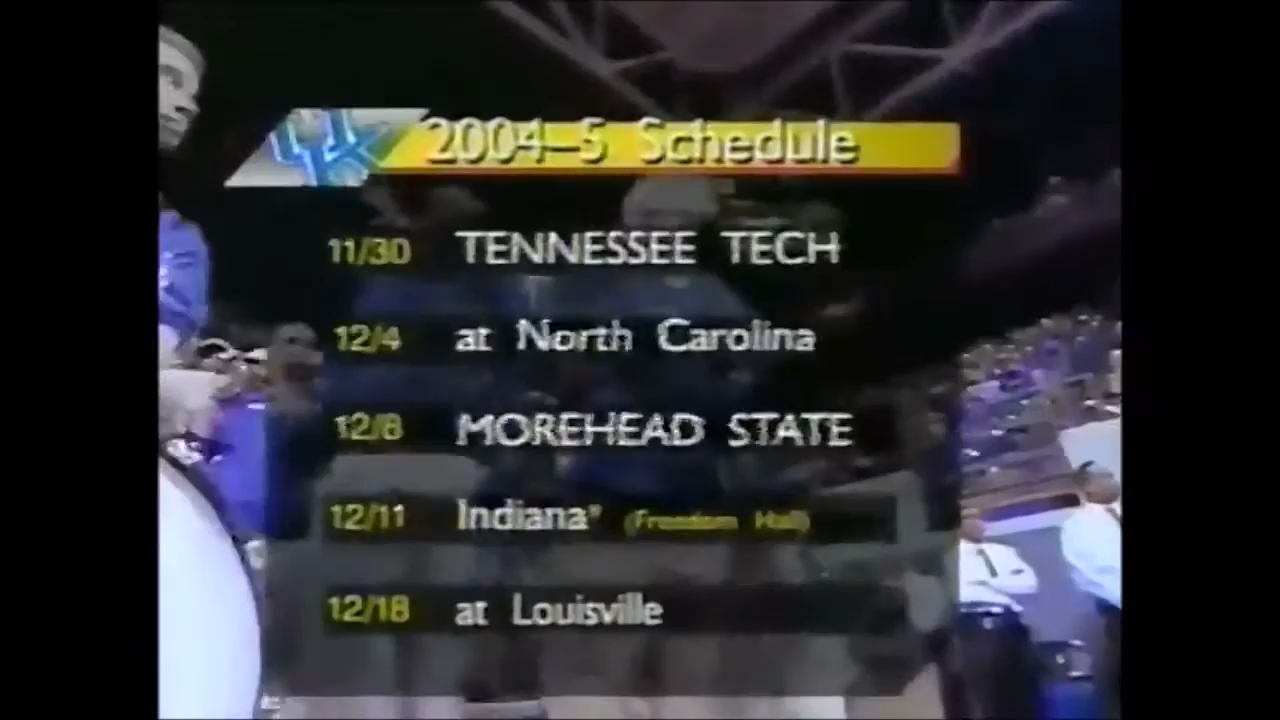 UK 2004–5 Schedule
11/30 TENNESSEE TECH
12/4 at North Carolina
12/8 MOREHEAD STATE
12/11 Indiana* (Freedom Hall)
12/18 at Louisville